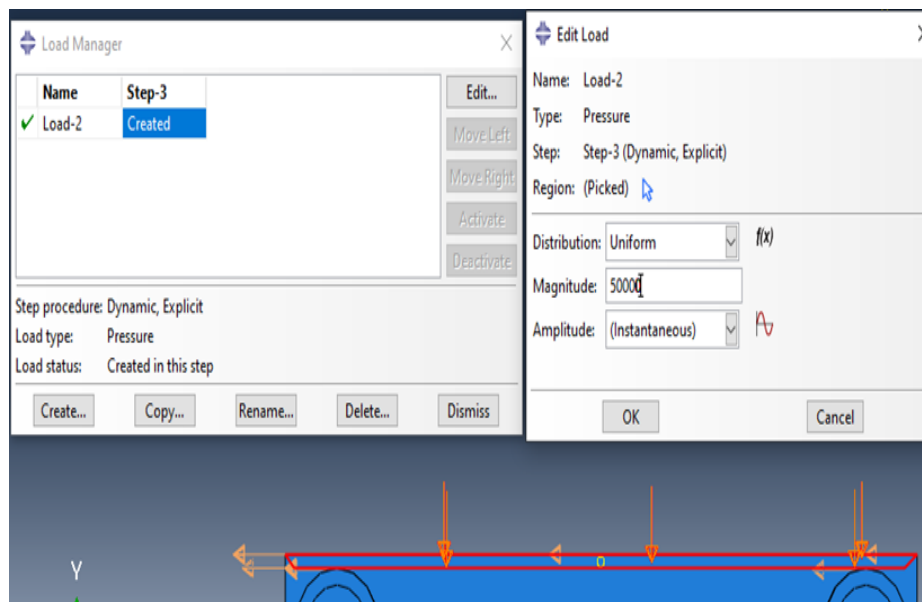 Load Manager
Name Step-3
Load-2 Created
Edit...
Move Left
Move Right
Activate
Deactivate
Step procedure: Dynamic, Explicit
Load type: Pressure
Load status: Created in this step
Create... Copy... Rename... Delete... Dismiss
Edit Load
Name: Load-2
Type: Pressure
Step: Step-3 (Dynamic, Explicit)
Region: (Picked)
Distribution: Uniform f(x)
Magnitude: 50000
Amplitude: (Instantaneous)
OK Cancel
Y